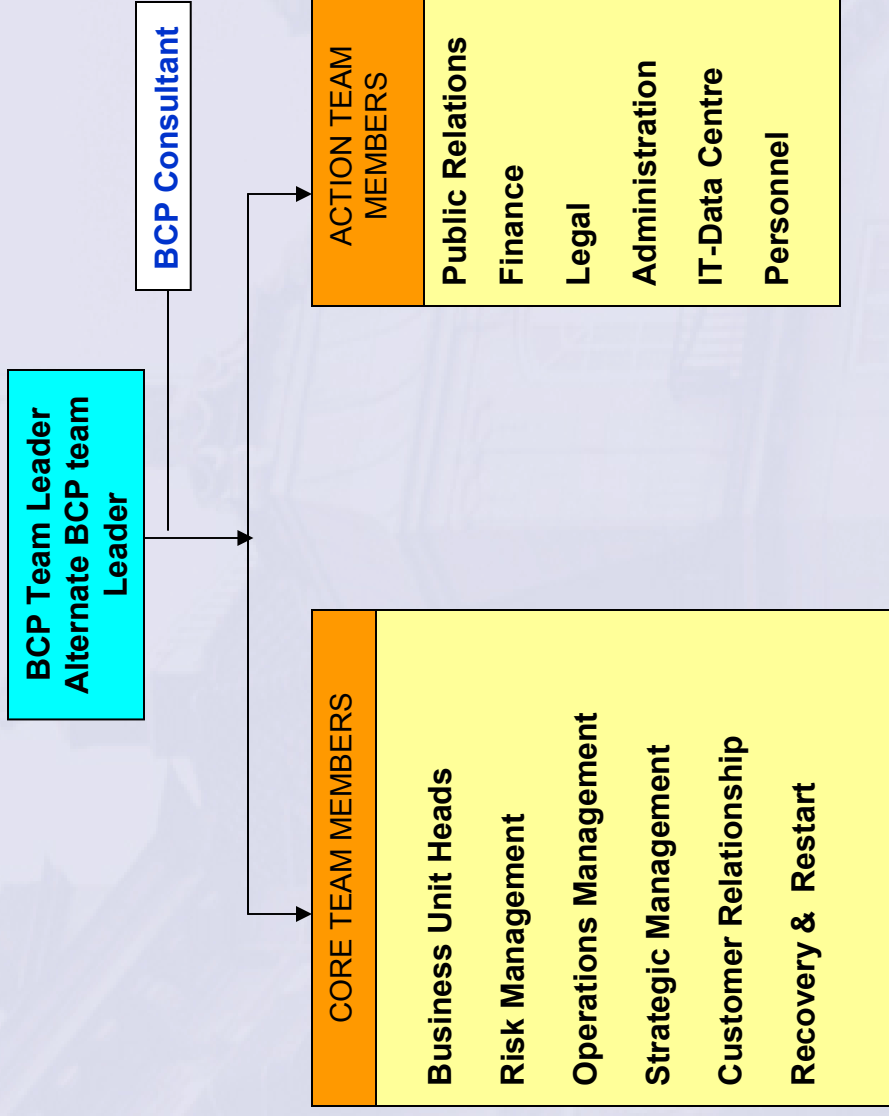 BCP Team Leader
Alternate BCP team
Leader
BCP Consultant
CORE TEAM MEMBERS
Business Unit Heads
Risk Management
Operations Management
Strategic Management
Customer Relationship
Recovery & Restart
ACTION TEAM
MEMBERS
Public Relations
Finance
Legal
Administration
IT-Data Centre
Personnel